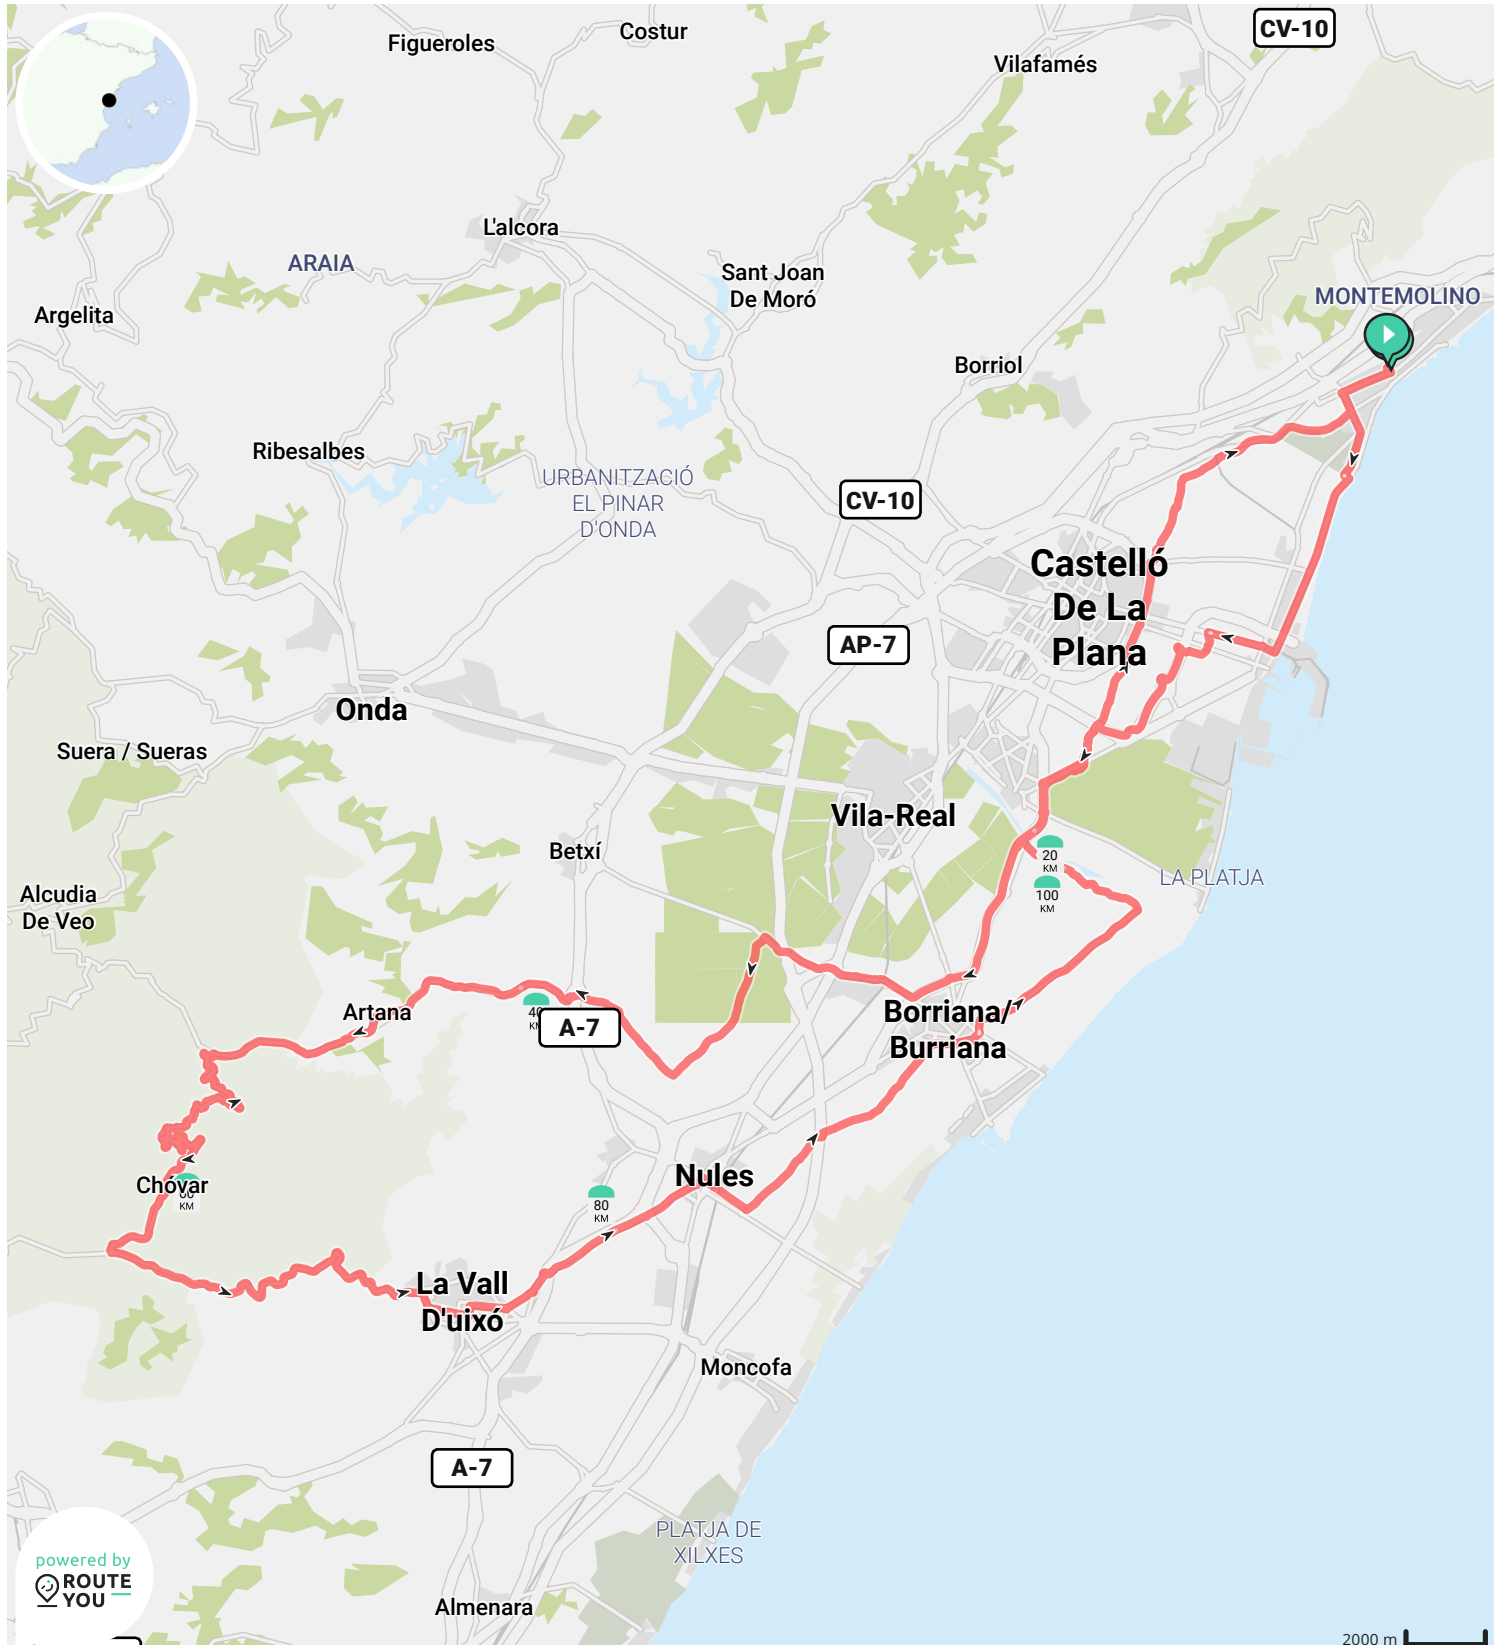 Costur
CV-10
Figueroles
Vilafamés
L'alcora
ARAIA
Sant Joan
De Moró
MONTEMOLINO
Argelita
Borriol
Ribesalbes
URBANITZACIÓ
EL PINAR
D'ONDA
CV-10
Castelló
De La
Plana
AP-7
Onda
Suera / Sueras
Vila-Real
Betxí
20
KM
LA PLATJA
100
KM
Alcudia
De Veo
Artana
A-7
Borriana/
Burriana
Chóvar
KM
Nules
80
KM
La Vall
D'uixó
Moncofa
A-7
PLATJA DE
XILXES
powered by
ROUTE
YOU
Almenara
2000 m